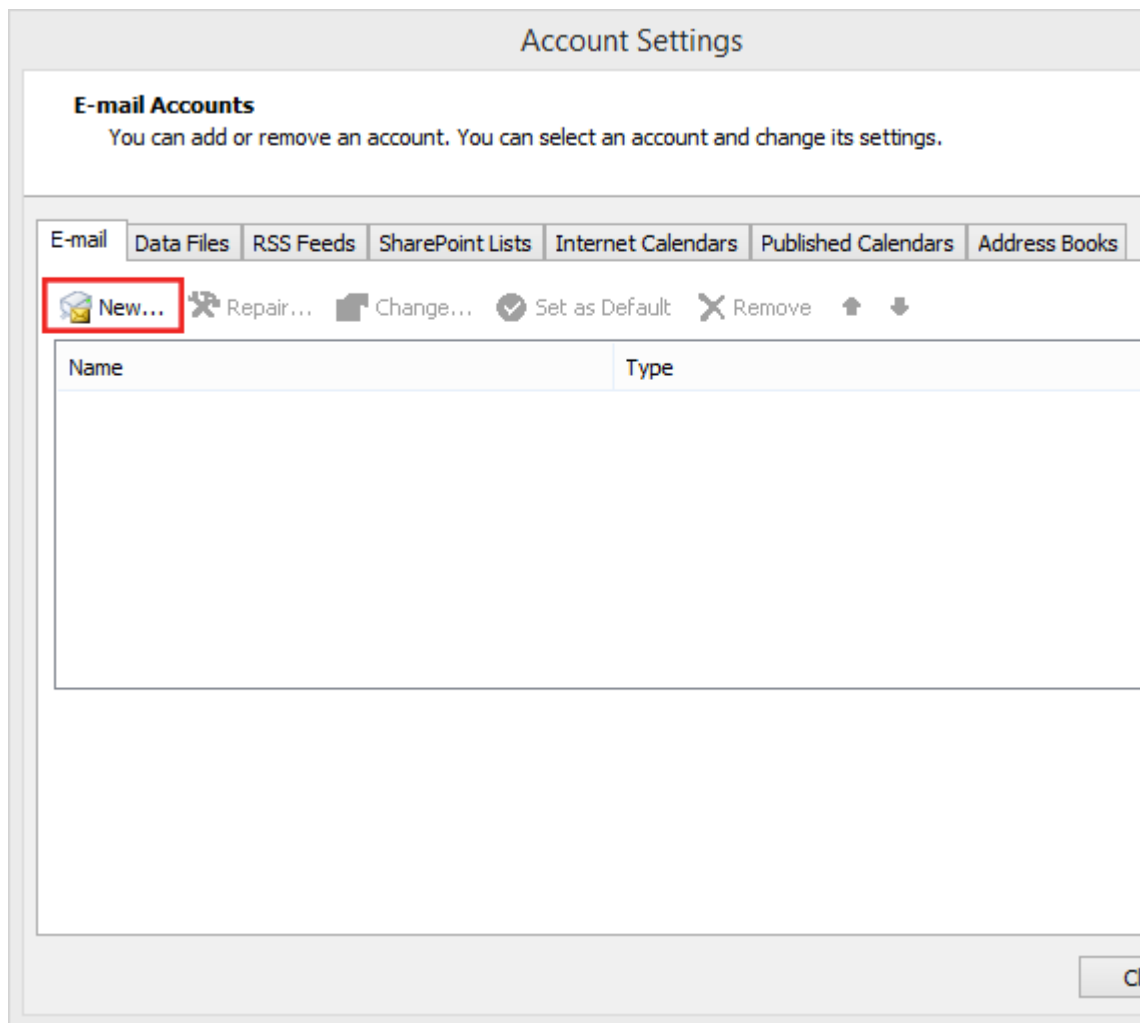 Account Settings
E-mail Accounts
You can add or remove an account. You can select an account and change its settings.
E-mail Data Files RSS Feeds SharePoint Lists Internet Calendars Published Calendars Address Books
New... Repair... Change... Set as Default Remove
Name Type